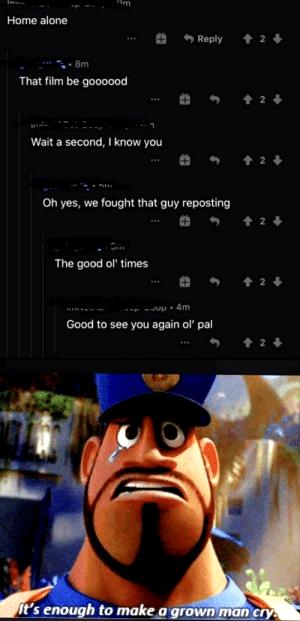 Home alone
Reply 2
8m
That film be goooood
2
Wait a second, I know you
2
Oh yes, we fought that guy reposting
2
The good ol' times
2
4m
Good to see you again ol' pal
2
It's enough to make a grown man cry.